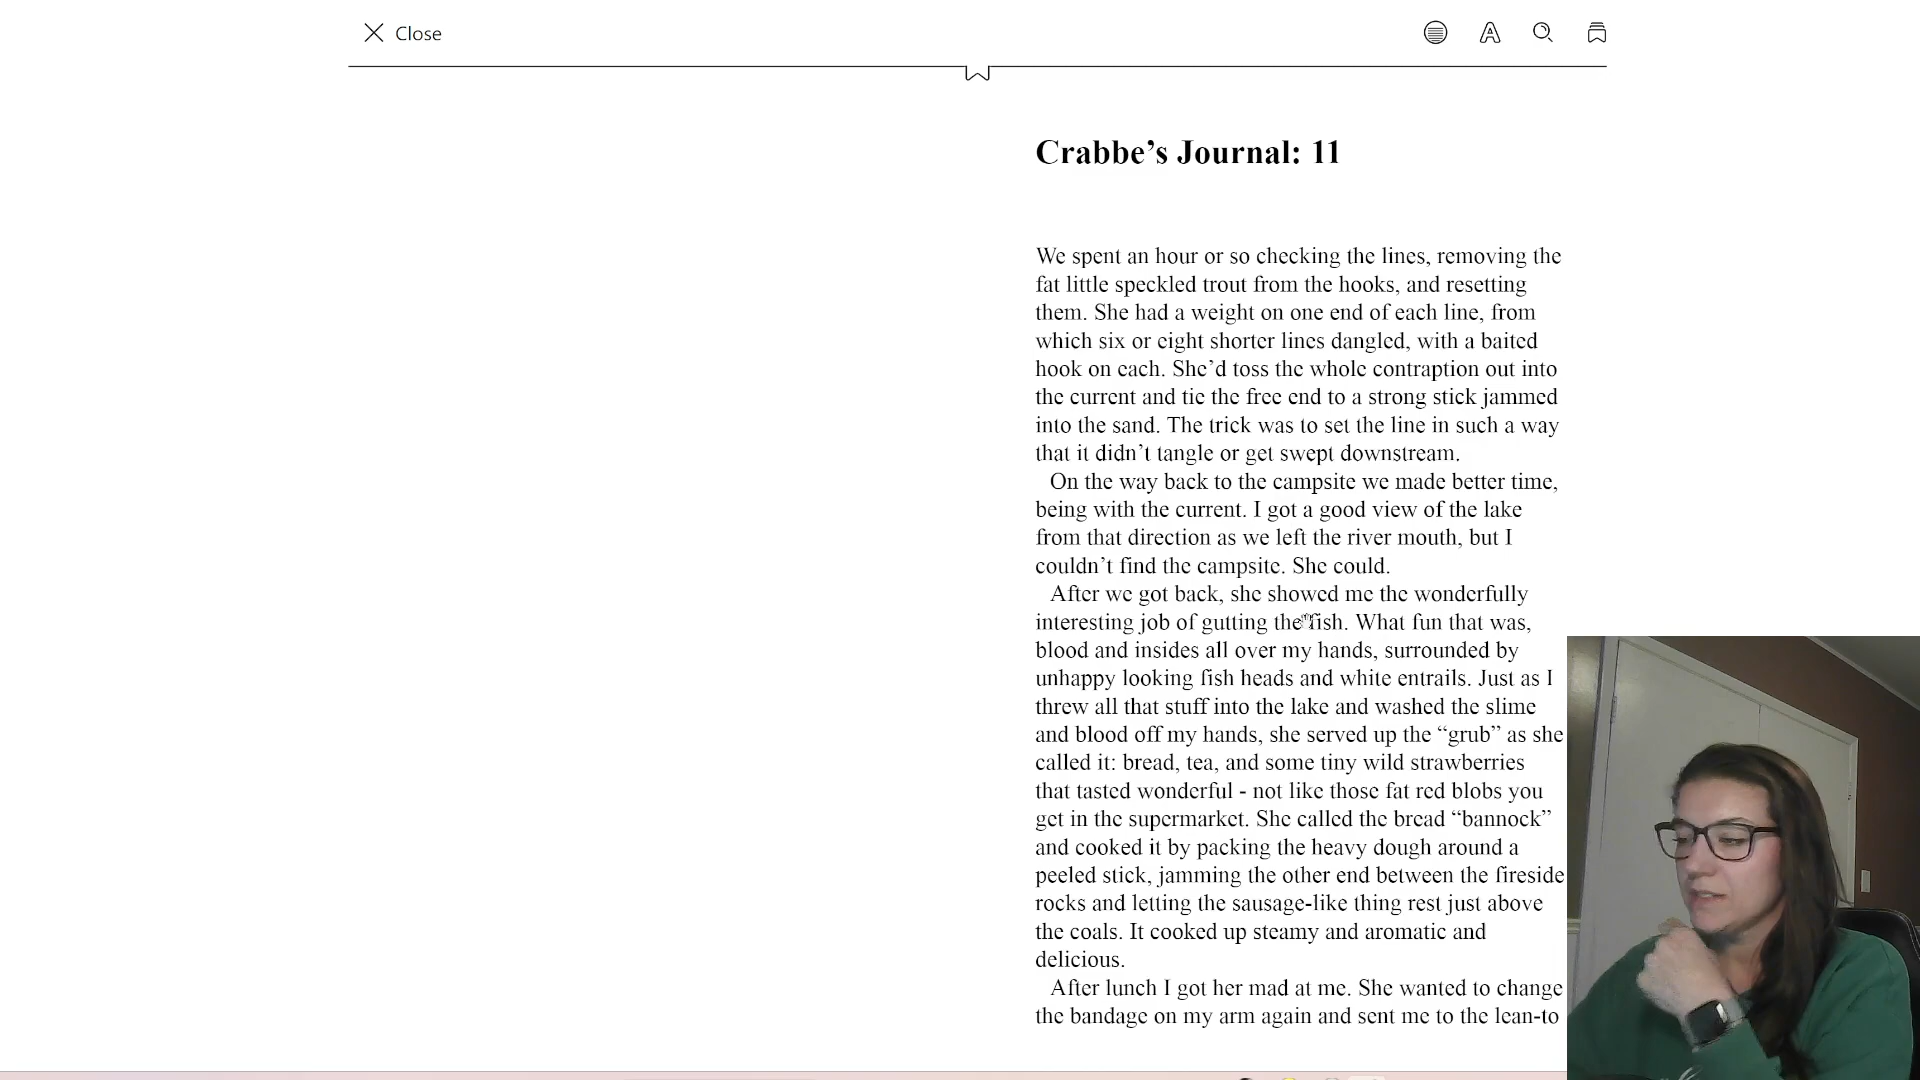 Close
Crabbe's Journal: 11
We spent an hour or so checking the lines, removing the
fat little speckled trout from the hooks, and resetting
them. She had a weight on one end of each line, from
which six or eight shorter lines dangled, with a baited
hook on each. She'd toss the whole contraption out into
the current and tie the free end to a strong stick jammed
into the sand. The trick was to set the line in such a way
that it didn't tangle or get swept downstream.
On the way back to the campsite we made better time,
being with the current. I got a good view of the lake
from that direction as we left the river mouth, but I
couldn't find the campsite. She could.
After we got back, she showed me the wonderfully
interesting job of gutting the fish. What fun that was,
blood and insides all over my hands, surrounded by
unhappy looking fish heads and white entrails. Just as I
threw all that stuff into the lake and washed the slime
and blood off my hands, she served up the “grub” as she
called it: bread, tea, and some tiny wild strawberries
that tasted wonderful - not like those fat red blobs you
get in the supermarket. She called the bread “bannock”
and cooked it by packing the heavy dough around a
peeled stick, jamming the other end between the fireside
rocks and letting the sausage-like thing rest just above
the coals. It cooked up steamy and aromatic and
delicious.
After lunch I got her mad at me. She wanted to change
the bandage on my arm again and sent me to the lean-to